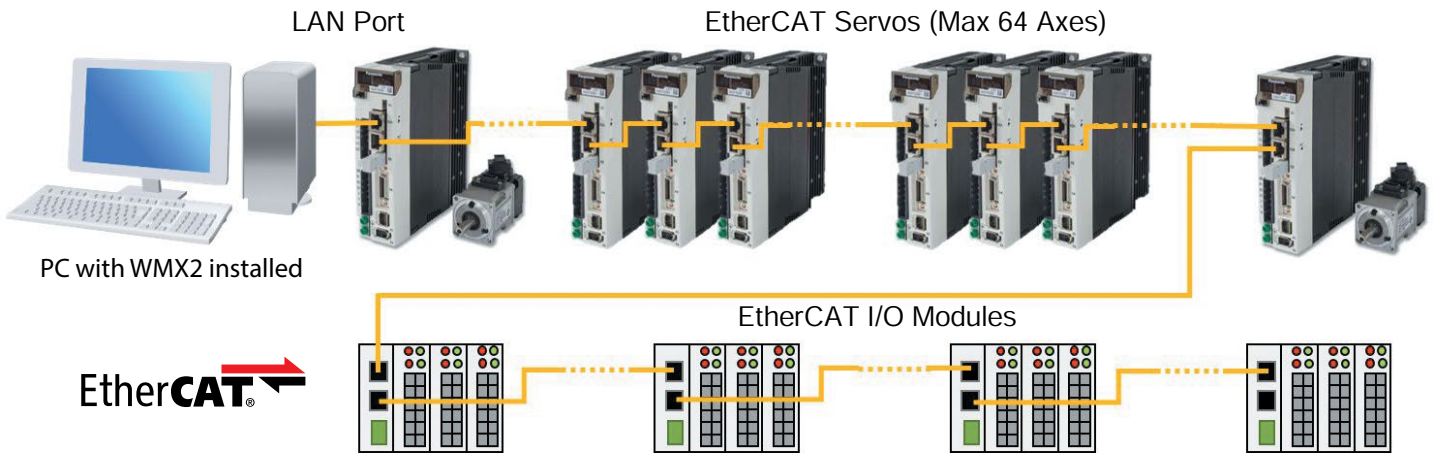 LAN Port
EtherCAT Servos (Max 64 Axes)
PC with WMX2 installed
EtherCAT I/O Modules
EtherCAT®